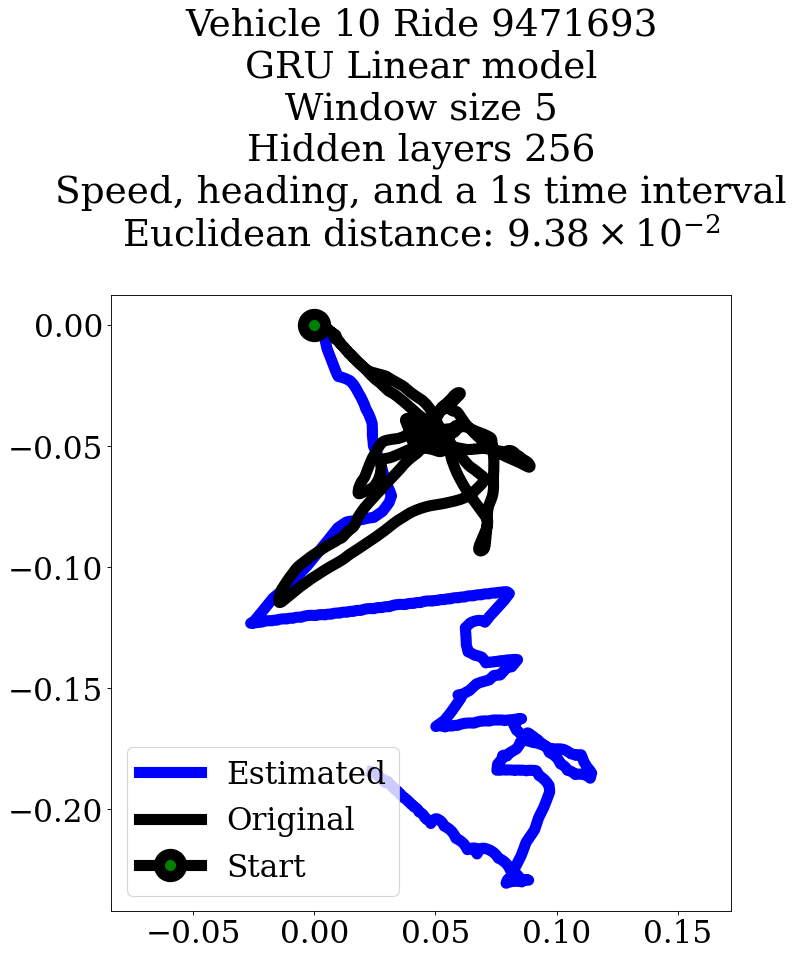 Vehicle 10 Ride 9471693
GRU Linear model
Window size 5
Hidden layers 256
Speed, heading, and a 1s time interval
Euclidean distance: 9.38 × 10⁻²
0.00
−0.05
−0.10
−0.15
−0.20
Estimated
Original
Start
−0.05 0.00 0.05 0.10 0.15